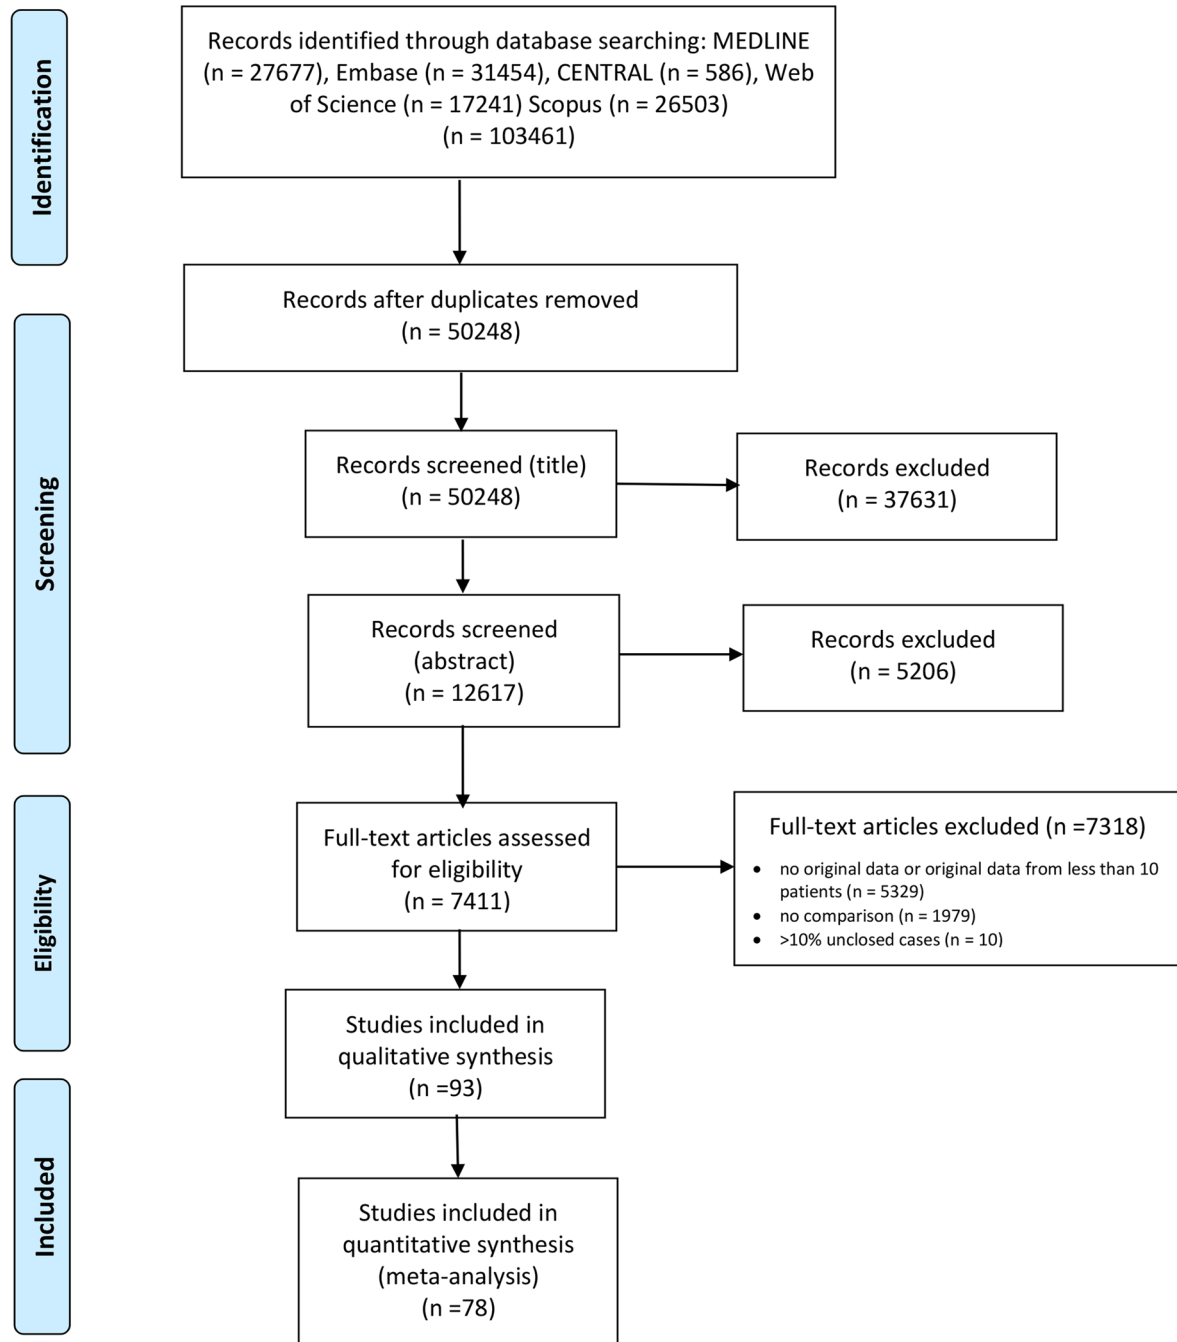 Identification
Records identified through database searching: MEDLINE
(n = 27677), Embase (n = 31454), CENTRAL (n = 586), Web
of Science (n = 17241) Scopus (n = 26503)
(n = 103461)
Records after duplicates removed
(n = 50248)
Screening
Records screened (title)
(n = 50248)
Records excluded
(n = 37631)
Records screened
(abstract)
(n = 12617)
Records excluded
(n = 5206)
Eligibility
Full-text articles assessed
for eligibility
(n = 7411)
Full-text articles excluded (n =7318)
• no original data or original data from less than 10
patients (n = 5329)
• no comparison (n = 1979)
• >10% unclosed cases (n = 10)
Studies included in
qualitative synthesis
(n =93)
Included
Studies included in
quantitative synthesis
(meta-analysis)
(n =78)